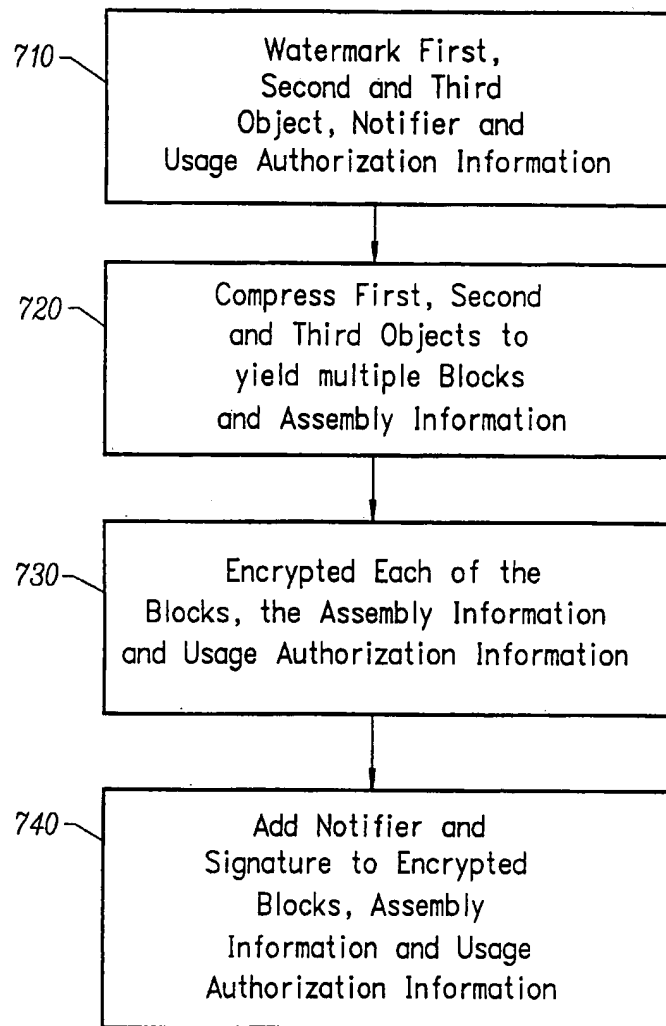 710
Watermark First,
Second and Third
Object, Notifier and
Usage Authorization Information
720
Compress First, Second
and Third Objects to
yield multiple Blocks
and Assembly Information
730
Encrypted Each of the
Blocks, the Assembly Information
and Usage Authorization Information
740
Add Notifier and
Signature to Encrypted
Blocks, Assembly
Information and Usage
Authorization Information